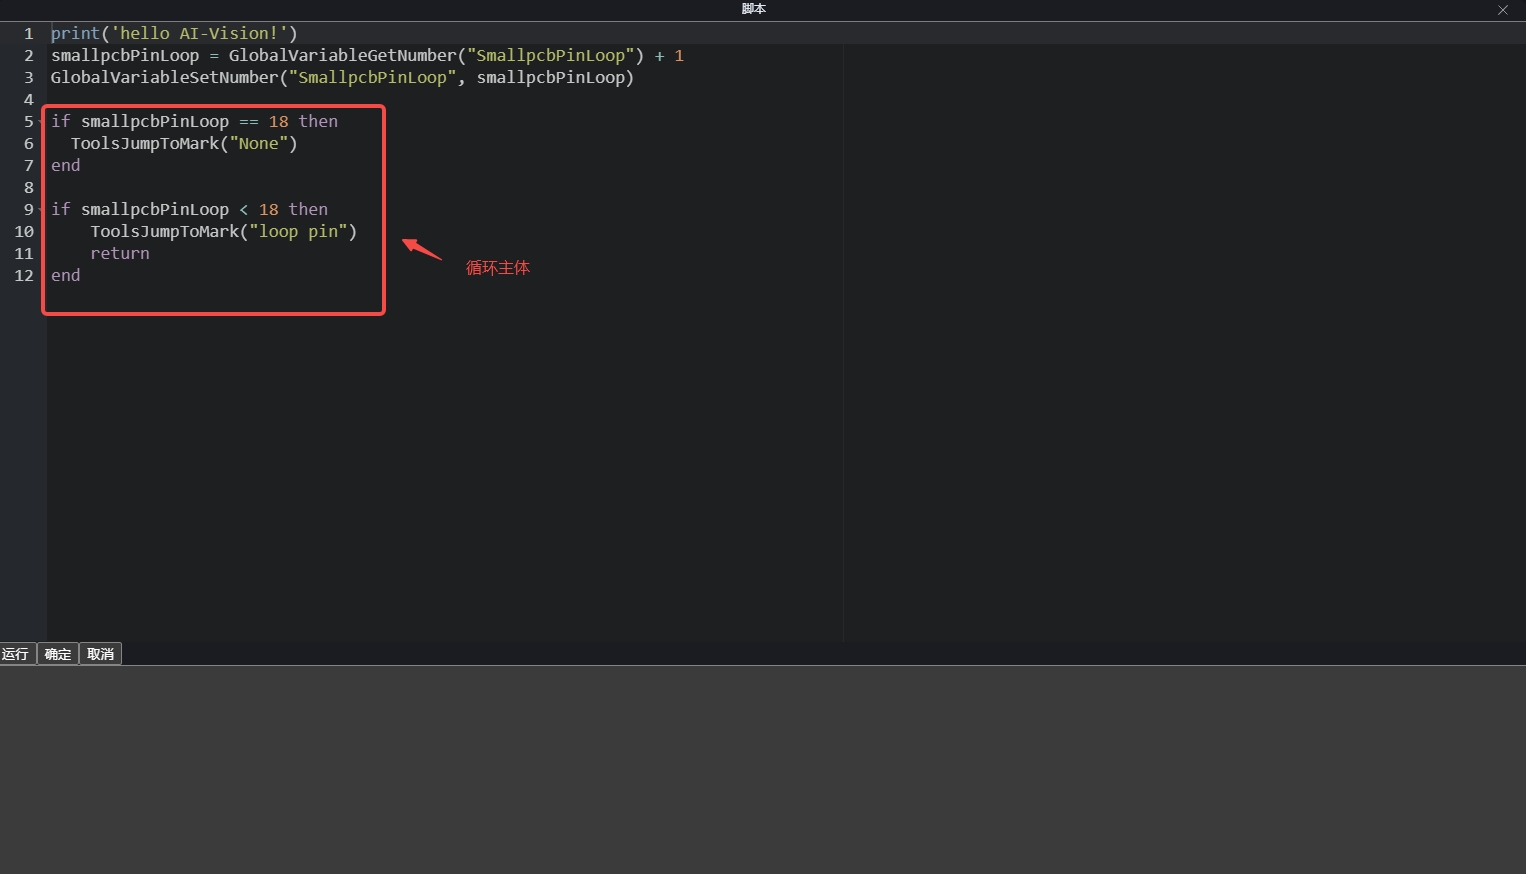 脚本
1 print('hello AI-Vision!')
2 smallpcbPinLoop = GlobalVariableGetNumber("SmallpcbPinLoop") + 1
3 GlobalVariableSetNumber("SmallpcbPinLoop", smallpcbPinLoop)
4
5 if smallpcbPinLoop == 18 then
6   ToolsJumpToMark("None")
7 end
8
9 if smallpcbPinLoop < 18 then
10     ToolsJumpToMark("loop pin")
11     return
12 end
循环主体
运行 确定 取消